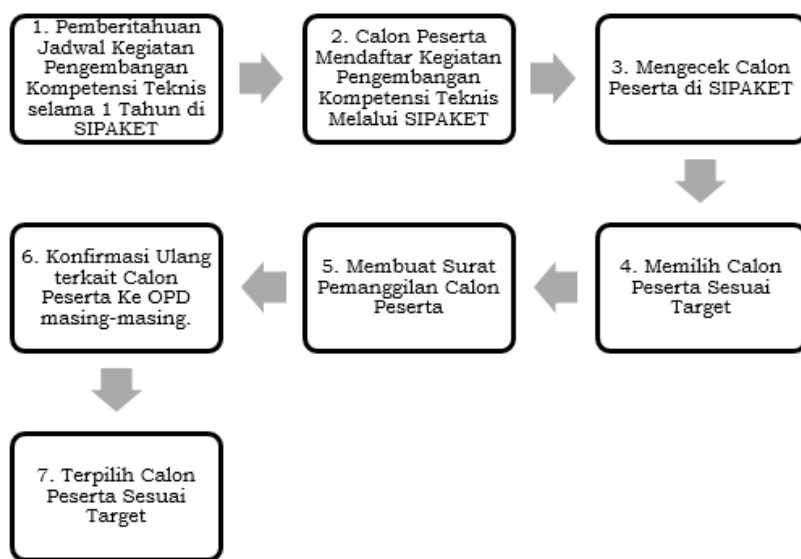 1. Pemberitahuan
Jadwal Kegiatan
Pengembangan
Kompetensi Teknis
selama 1 Tahun di
SIPAKET
2. Calon Peserta
Mendaftar Kegiatan
Pengembangan
Kompetensi Teknis
Melalui SIPAKET
3. Mengecek Calon
Peserta di SIPAKET
4. Memilih Calon
Peserta Sesuai
Target
5. Membuat Surat
Pemanggilan Calon
Peserta
6. Konfirmasi Ulang
terkait Calon
Peserta Ke OPD
masing-masing.
7. Terpilih Calon
Peserta Sesuai
Target